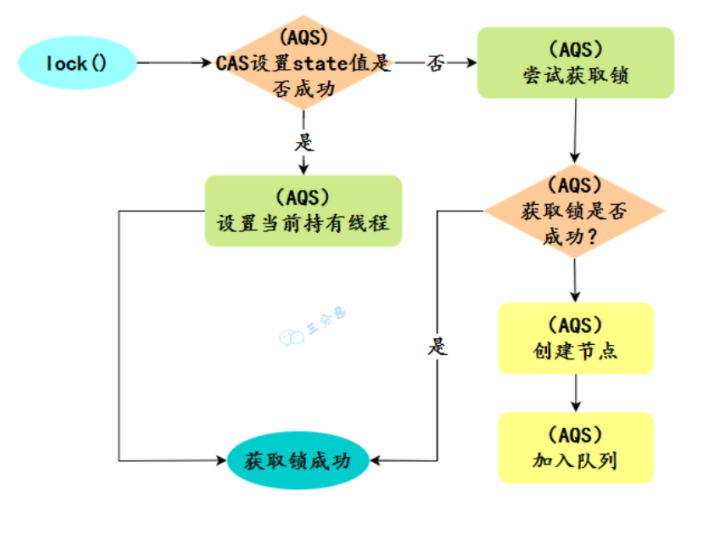 lock()
(AQS)
CAS设置state值是
否成功
否
(AQS)
尝试获取锁
是
(AQS)
设置当前持有线程
(AQS)
获取锁是否
成功？
(AQS)
创建节点
三分恶
是
(AQS)
加入队列
获取锁成功